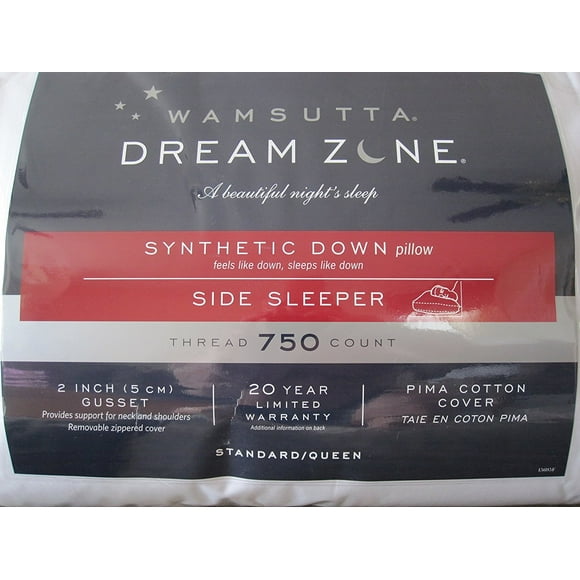 WAMSUTTA®
DREAM ZONE®
A beautiful night's sleep
SYNTHETIC DOWN pillow
feels like down, sleeps like down
SIDE SLEEPER
THREAD 750 COUNT
2 INCH (5 CM)
GUSSET
Provides support for neck and shoulders
Removable zippered cover
20 YEAR
LIMITED
WARRANTY
Additional information on back
PIMA COTTON
COVER
TAIE EN COTON PIMA
STANDARD/QUEEN